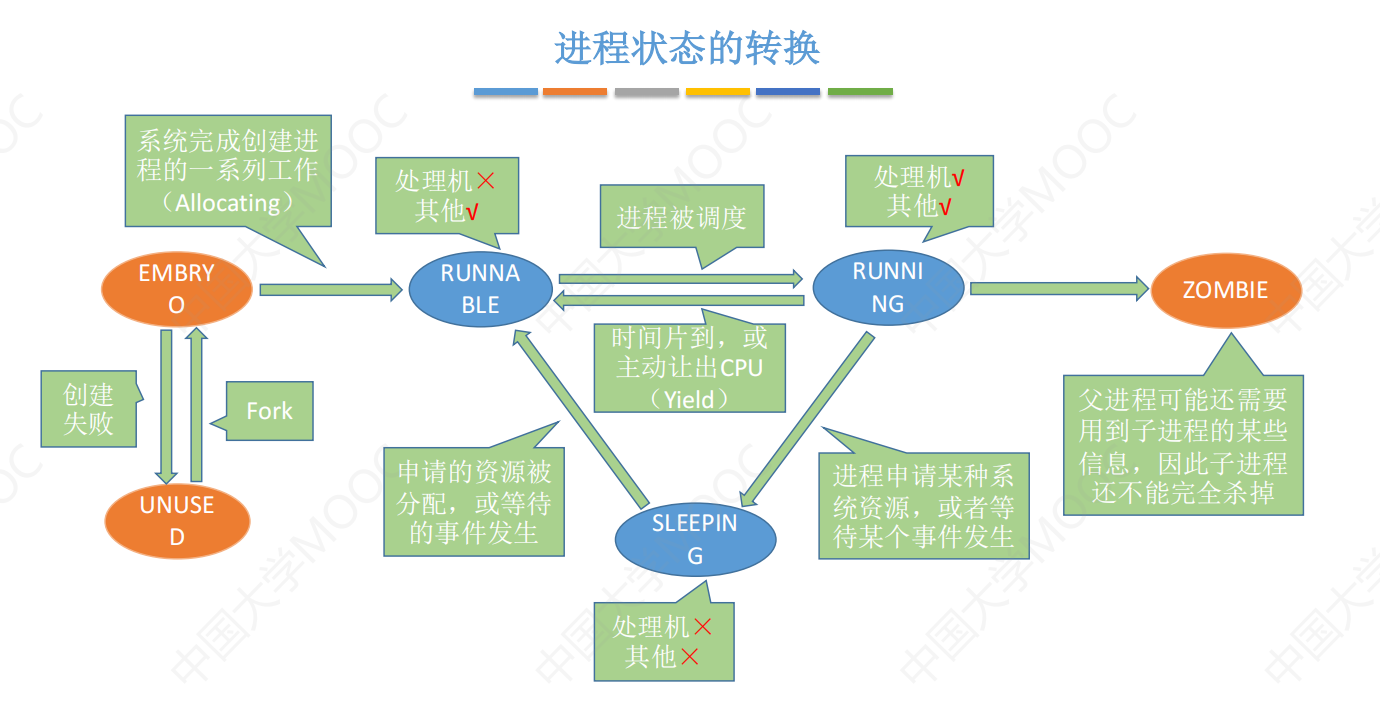 进程状态的转换
系统完成创建进
程的一系列工作
（Allocating）
处理机×
其他√
进程被调度
处理机√
其他√
EMBRY
O
RUNNA
BLE
RUNNI
NG
ZOMBIE
时间片到，或
主动让出CPU
（Yield）
创建
失败
Fork
父进程可能还需要
用到子进程的某些
信息，因此子进程
还不能完全杀掉
申请的资源被
分配，或等待
的事件发生
进程申请某种系
统资源，或者等
待某个事件发生
UNUSE
D
SLEEPIN
G
处理机×
其他×
中国大学MOOC